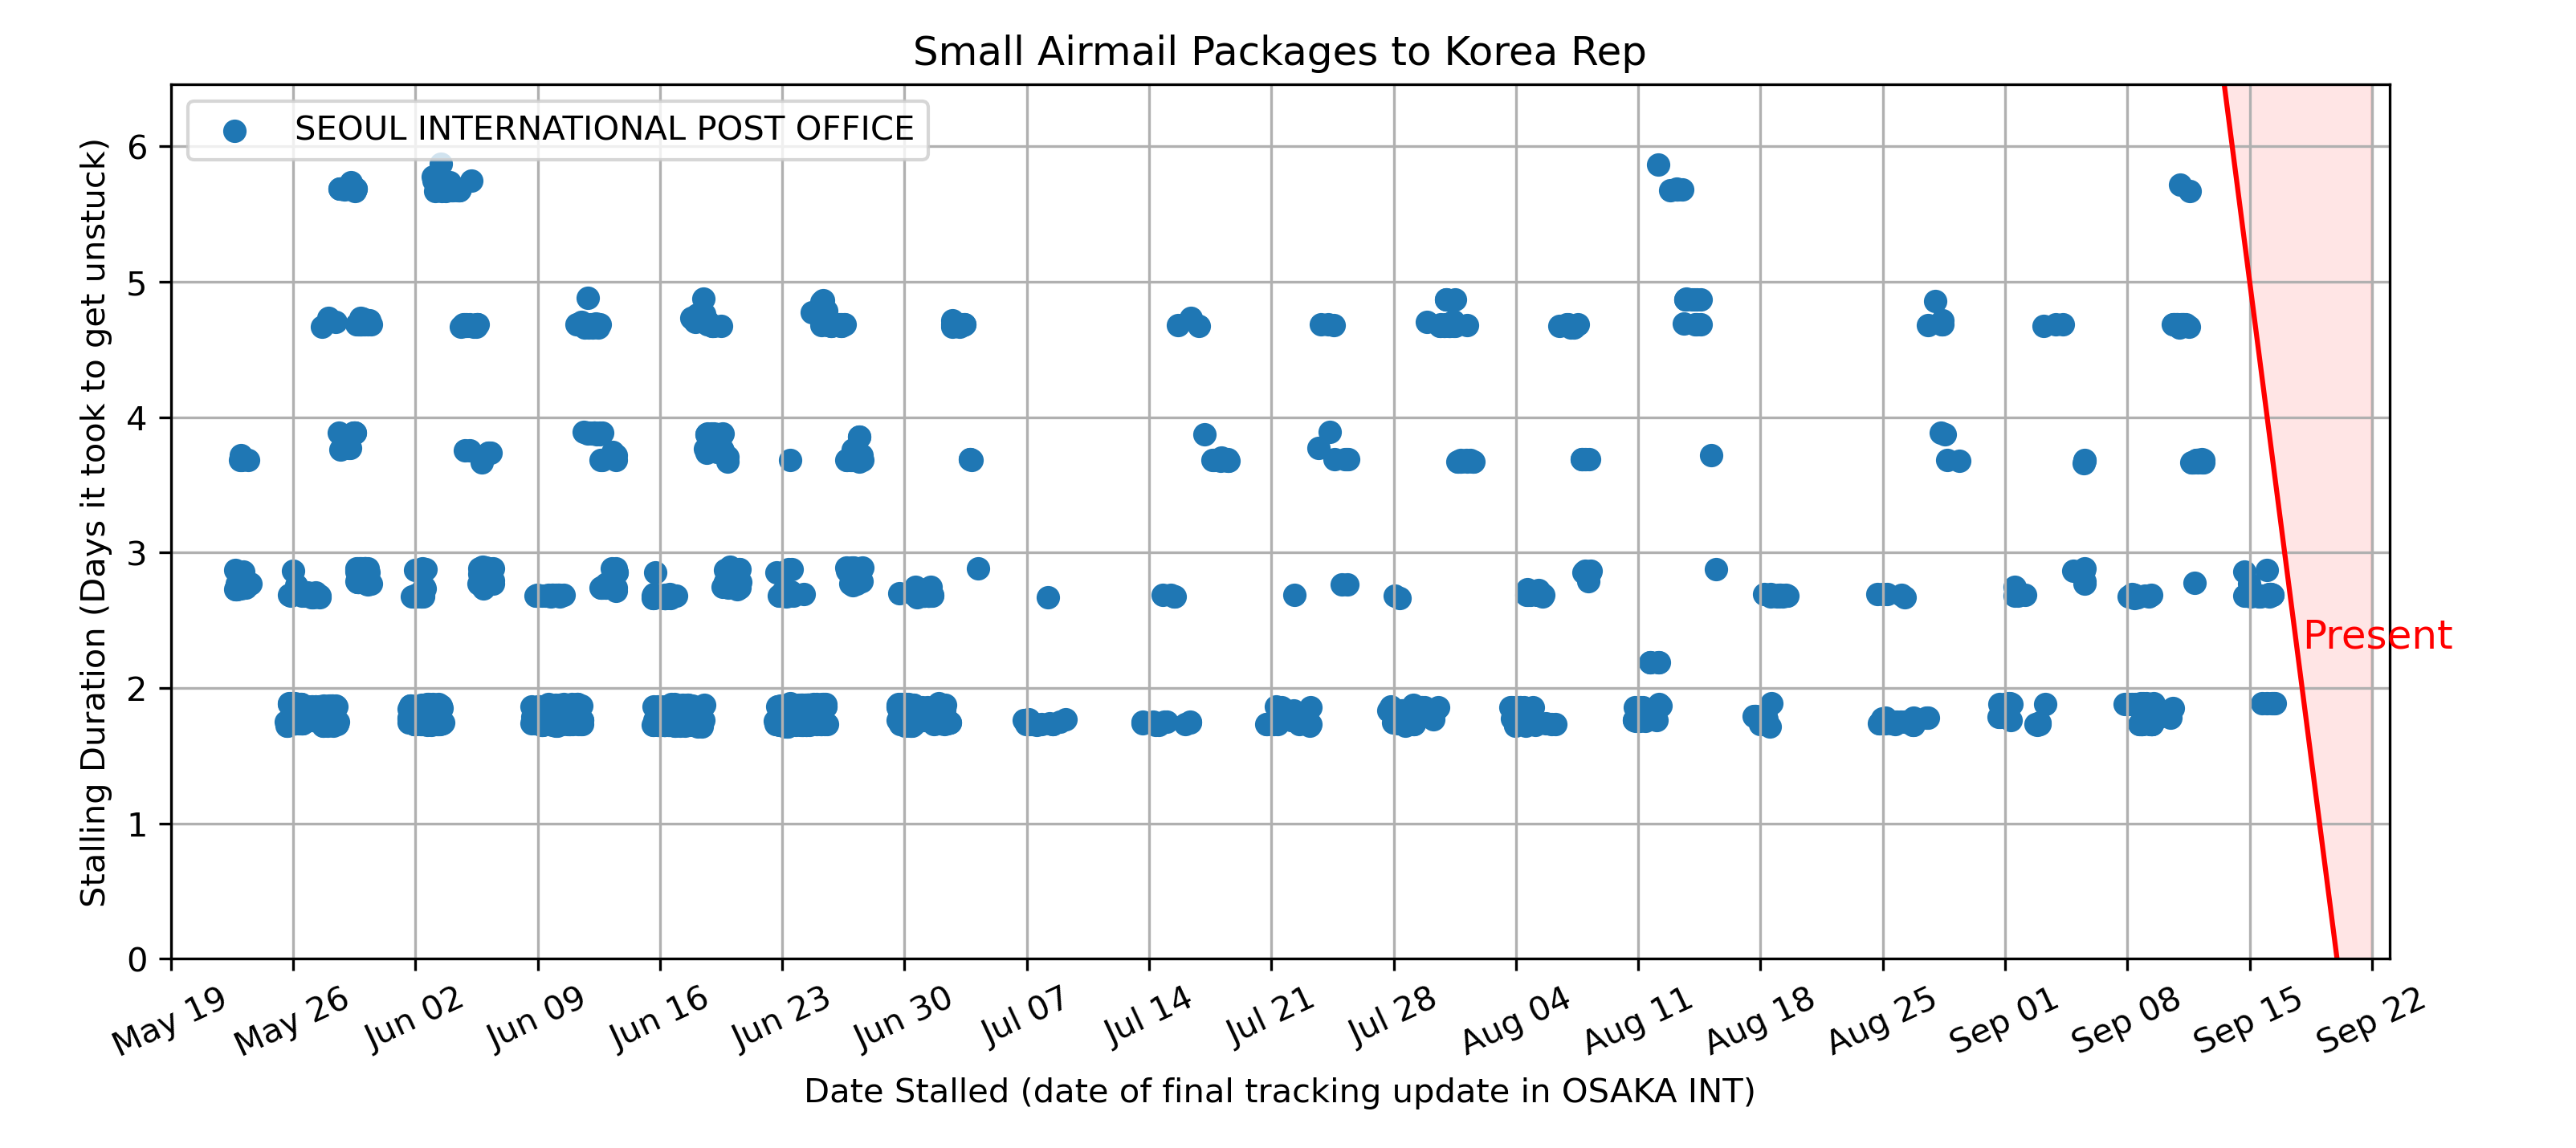 Small Airmail Packages to Korea Rep
SEOUL INTERNATIONAL POST OFFICE
Stalling Duration (Days it took to get unstuck)
6
5
4
3
2
1
0
Present
May 19
May 26
Jun 02
Jun 09
Jun 16
Jun 23
Jun 30
Jul 07
Jul 14
Jul 21
Jul 28
Aug 04
Aug 11
Aug 18
Aug 25
Sep 01
Sep 08
Sep 15
Sep 22
Date Stalled (date of final tracking update in OSAKA INT)